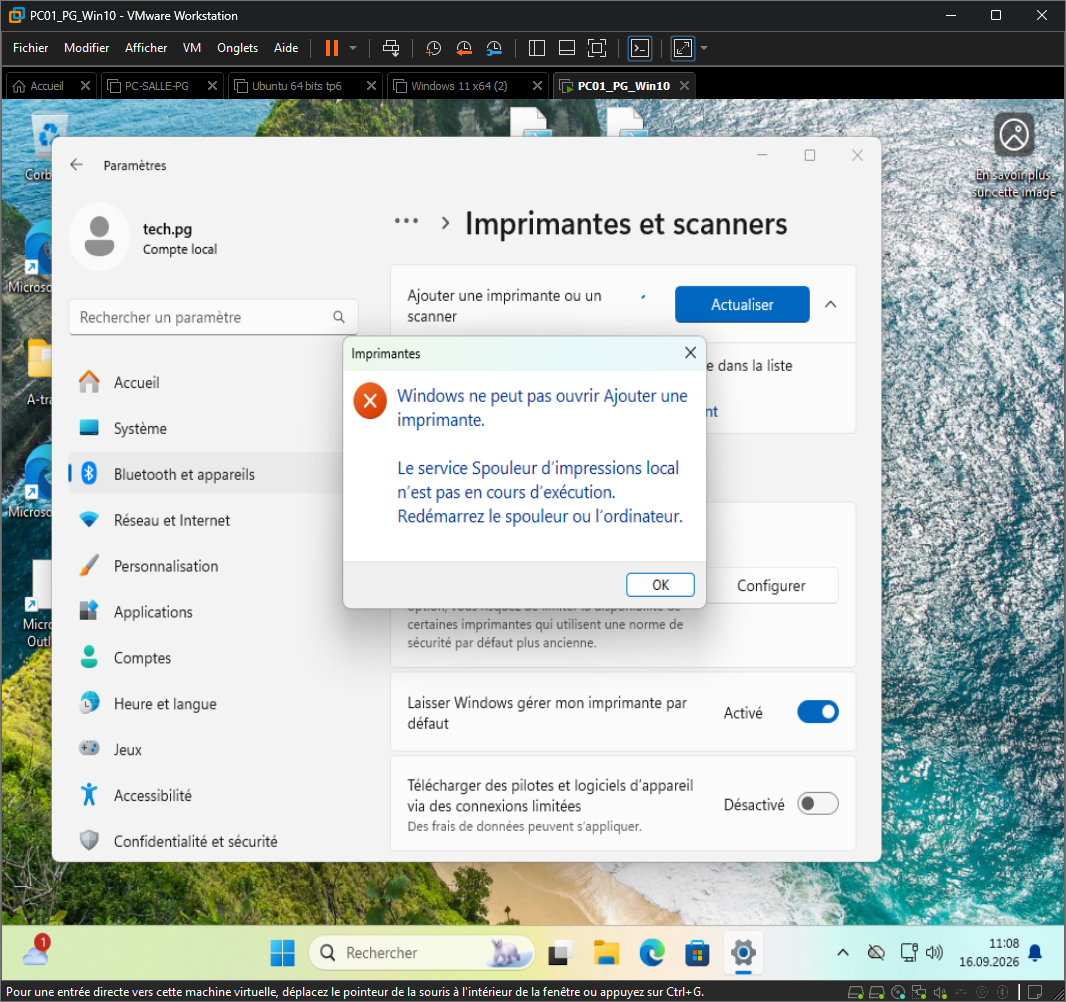 PC01_PG_Win10 - VMware Workstation
Fichier Modifier Afficher VM Onglets Aide
Accueil PC-SALLE-PG Ubuntu 64 bits tp6 Windows 11 x64 (2) PC01_PG_Win10
Corb
En savoir plus
sur cette image
Microso
A-tra
Microso
Micro
Outl
Paramètres
tech.pg
Compte local
Rechercher un paramètre
Accueil
Système
Bluetooth et appareils
Réseau et Internet
Personnalisation
Applications
Comptes
Heure et langue
Jeux
Accessibilité
Confidentialité et sécurité
... > Imprimantes et scanners
Ajouter une imprimante ou un
scanner
Actualiser
e dans la liste
nt
Imprimantes
Windows ne peut pas ouvrir Ajouter une
imprimante.
Le service Spouleur d'impressions local
n'est pas en cours d'exécution.
Redémarrez le spouleur ou l'ordinateur.
OK
Configurer
certaines imprimantes qui utilisent une norme de
sécurité par défaut plus ancienne.
Laisser Windows gérer mon imprimante par
défaut
Activé
Télécharger des pilotes et logiciels d'appareil
via des connexions limitées
Des frais de données peuvent s'appliquer.
Désactivé
1
Rechercher
11:08
16.09.2026
Pour une entrée directe vers cette machine virtuelle, déplacez le pointeur de la souris à l'intérieur de la fenêtre ou appuyez sur Ctrl+G.